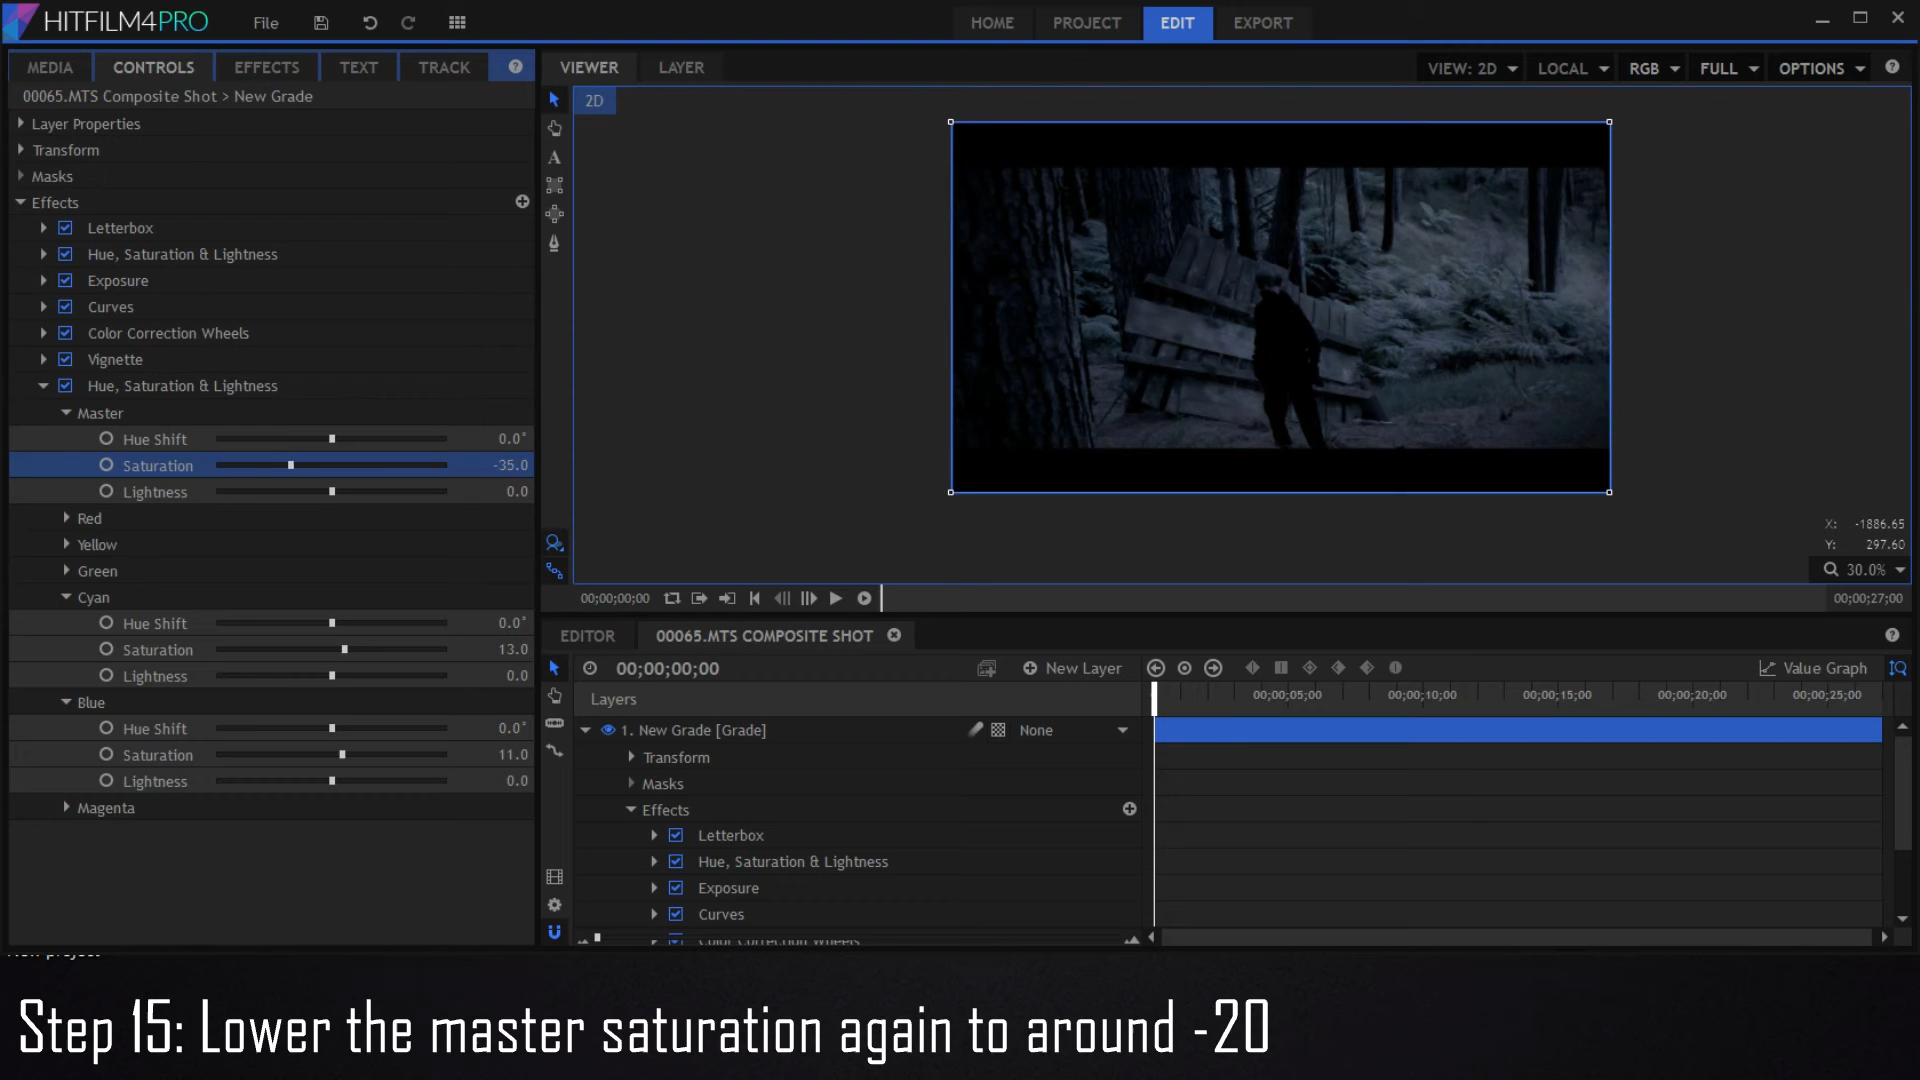 HITFILM4PRO
File
HOME
PROJECT
EDIT
EXPORT
MEDIA
CONTROLS
EFFECTS
TEXT
TRACK
VIEWER
LAYER
VIEW: 2D
LOCAL
RGB
FULL
OPTIONS
00065.MTS Composite Shot > New Grade
2D
Layer Properties
Transform
Masks
Effects
Letterbox
Hue, Saturation & Lightness
Exposure
Curves
Color Correction Wheels
Vignette
Hue, Saturation & Lightness
Master
Hue Shift 0.0°
Saturation -35.0
Lightness 0.0
Red
Yellow
Green
Cyan
Hue Shift 0.0°
Saturation 13.0
Lightness 0.0
Blue
Hue Shift 0.0°
Saturation 11.0
Lightness 0.0
Magenta
X: -1886.65
Y: 297.60
30.0%
00;00;00;00
00;00;27;00
EDITOR
00065.MTS COMPOSITE SHOT
00;00;00;00
New Layer
Value Graph
Layers
00;00;05;00
00;00;10;00
00;00;15;00
00;00;20;00
00;00;25;00
1. New Grade [Grade]
None
Transform
Masks
Effects
Letterbox
Hue, Saturation & Lightness
Exposure
Curves
Color Correction Wheels
New project
Step 15: Lower the master saturation again to around -20